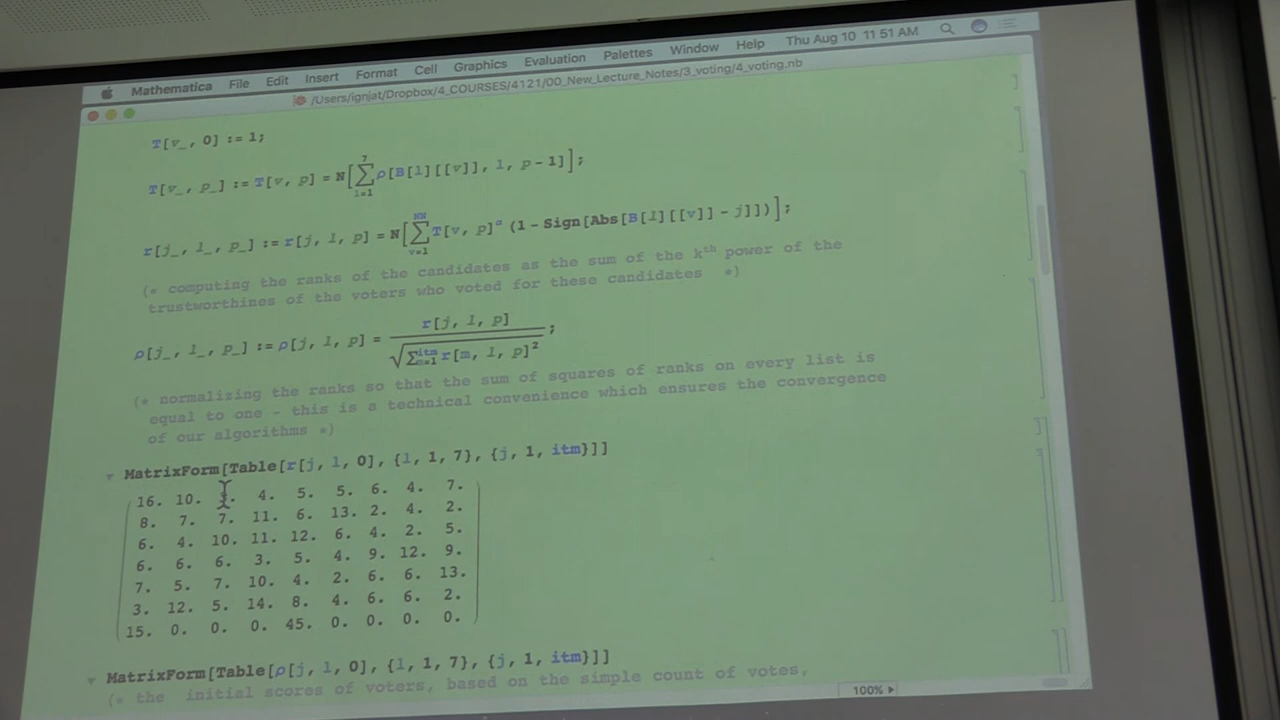 Mathematica File Edit Insert Format Cell Graphics Evaluation Palettes Window Help Thu Aug 10 11:51 AM
/Users/ignjat/Dropbox/4_COURSES/4121/00_New_Lecture_Notes/3_voting/4_voting.nb
T[v_, 0] := 1;
T[v_, p_] := T[v, p] = N[∑_{l=1}^{7} ρ[B[l][[v]], l, p-1]];
r[j_, l_, p_] := r[j, l, p] = N[∑_{v=1}^{NN} T[v, p]^α (1 - Sign[Abs[B[l][[v]] - j]])];
(* computing the ranks of the candidates as the sum of the k^th power of the
trustworthines of the voters who voted for these candidates *)
ρ[j_, l_, p_] := ρ[j, l, p] = r[j, l, p] / √(∑_{m=1}^{itm} r[m, l, p]^2);
(* normalizing the ranks so that the sum of squares of ranks on every list is
equal to one - this is a technical convenience which ensures the convergence
of our algorithms *)
MatrixForm[Table[r[j, l, 0], {l, 1, 7}, {j, 1, itm}]]
16. 10. 4. 5. 5. 6. 4. 7.
8. 7. 7. 11. 6. 13. 2. 4. 2.
6. 4. 10. 11. 12. 6. 4. 2. 5.
6. 6. 6. 3. 5. 4. 9. 12. 9.
7. 5. 7. 10. 4. 2. 6. 6. 13.
3. 12. 5. 14. 8. 4. 6. 6. 2.
15. 0. 0. 0. 45. 0. 0. 0. 0.
MatrixForm[Table[ρ[j, l, 0], {l, 1, 7}, {j, 1, itm}]]
(* the initial scores of voters, based on the simple count of votes,
100%